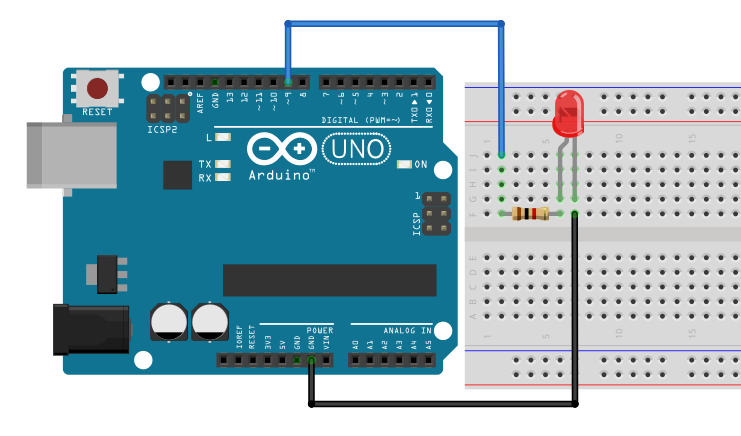 RESET
ICSP2
AREF
GND
13
12
~11
~10
~9
8
7
~6
~5
4
~3
2
TX0 ▶ 1
RX0 ◀ 0
DIGITAL (PWM=~)
L
TX
RX
UNO
ON
Arduino™
1
ICSP
IOREF
RESET
3V3
5V
GND
GND
VIN
POWER
A0
A1
A2
A3
A4
A5
ANALOG IN
1
5
10
15
J
I
H
G
F
E
D
C
B
A
1
5
10
15